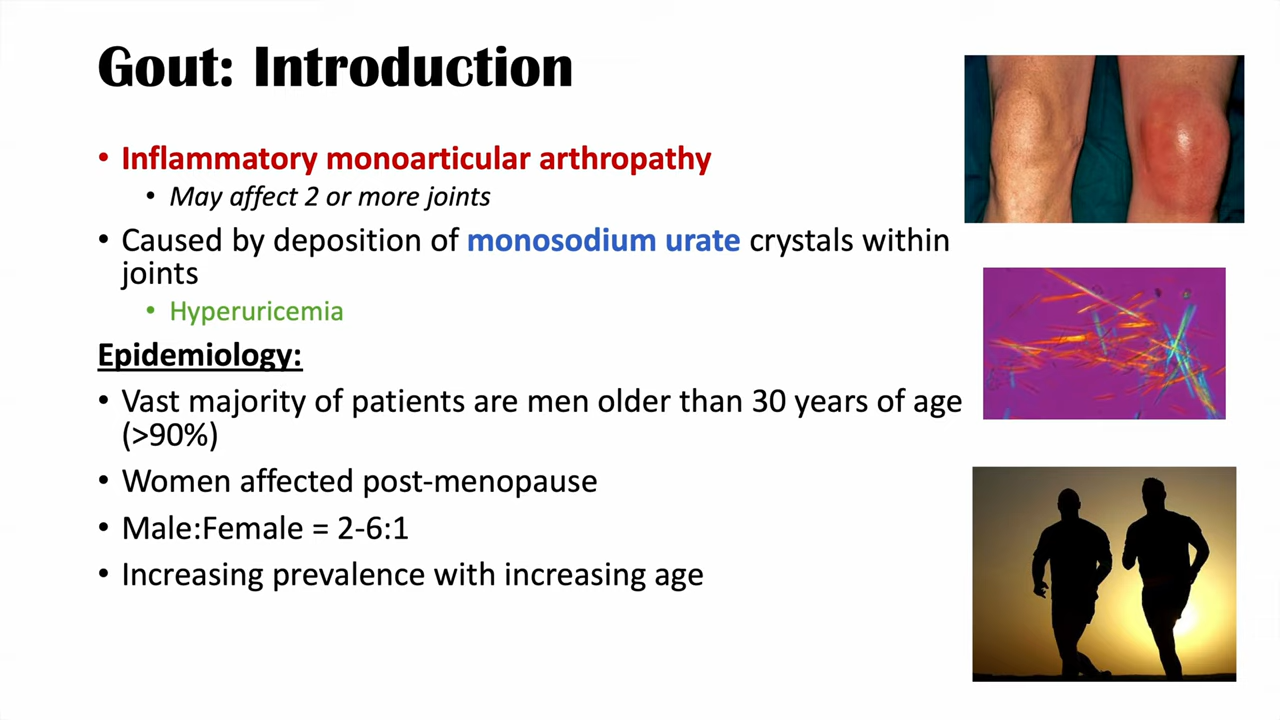 Gout: Introduction
• Inflammatory monoarticular arthropathy
• May affect 2 or more joints
• Caused by deposition of monosodium urate crystals within
joints
• Hyperuricemia
Epidemiology:
• Vast majority of patients are men older than 30 years of age
(>90%)
• Women affected post-menopause
• Male:Female = 2-6:1
• Increasing prevalence with increasing age